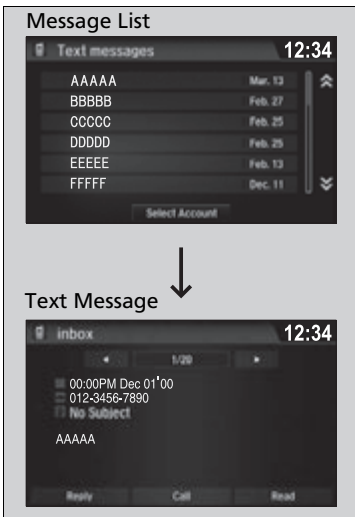 Message List
Text messages 12:34
AAAAA Mar. 13
BBBBB Feb. 27
CCCCC Feb. 25
DDDDD Feb. 25
EEEEE Feb. 13
FFFFF Dec. 11
Select Account
Text Message
inbox 12:34
1/20
00:00PM Dec 01'00
012-3456-7890
No Subject
AAAAA
Reply Call Read